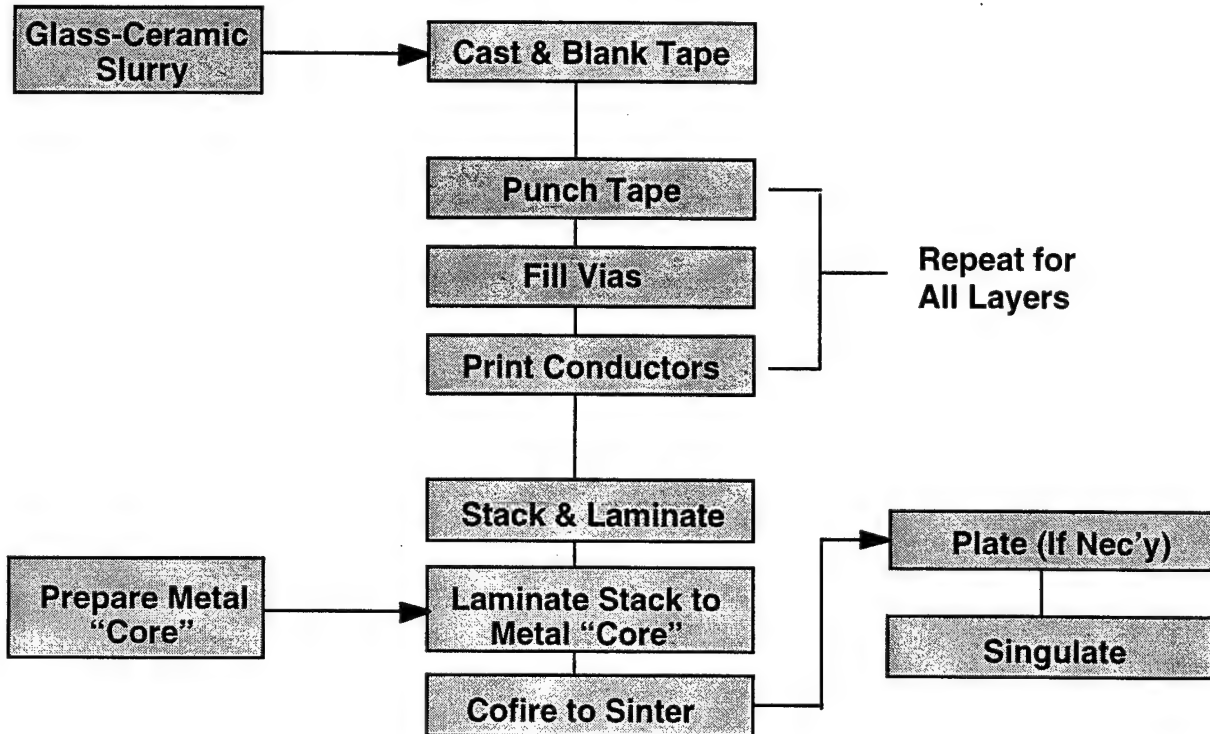 Glass-Ceramic
Slurry
Cast & Blank Tape
Punch Tape
Fill Vias
Print Conductors
Repeat for
All Layers
Stack & Laminate
Prepare Metal
“Core”
Laminate Stack to
Metal “Core”
Cofire to Sinter
Plate (If Nec’y)
Singulate